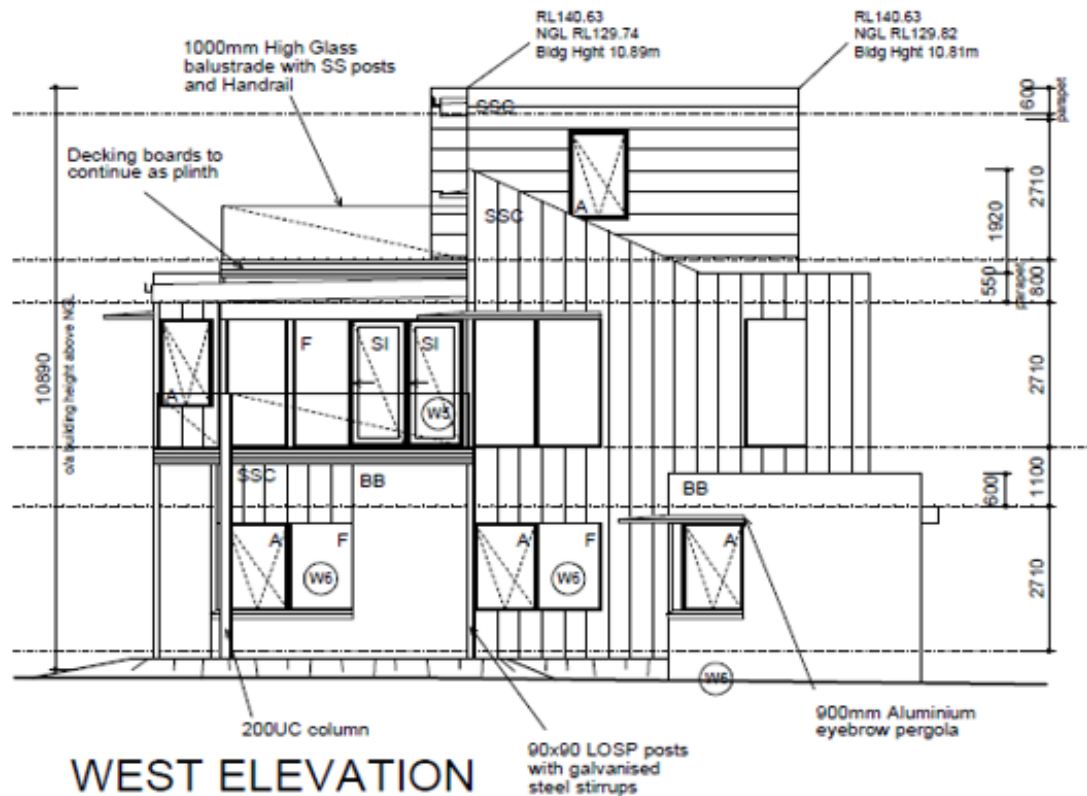 RL140.63
NGL RL129.74
Bldg Hght 10.89m
RL140.63
NGL RL129.82
Bldg Hght 10.81m
1000mm High Glass
balustrade with SS posts
and Handrail
SSC
600
parapet
Decking boards to
continue as plinth
A
2710
SSC
1920
550
parapet
800
10890
o/a building height above NGL
A
F
SI
SI
W5
2710
SSC
BB
BB
600
1100
A
F
W6
A
F
W6
A
2710
W6
200UC column
90x90 LOSP posts
with galvanised
steel stirrups
900mm Aluminium
eyebrow pergola
WEST ELEVATION